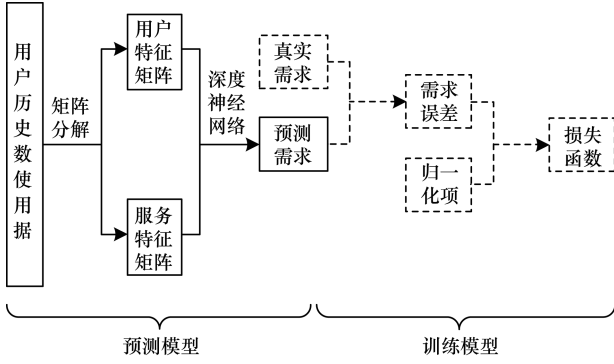 用
户
历
史
数
使
用
据
矩阵
分解
用户
特征
矩阵
服务
特征
矩阵
深度
神经
网络
真实
需求
预测
需求
需求
误差
归一
化项
损失
函数
预测模型
训练模型